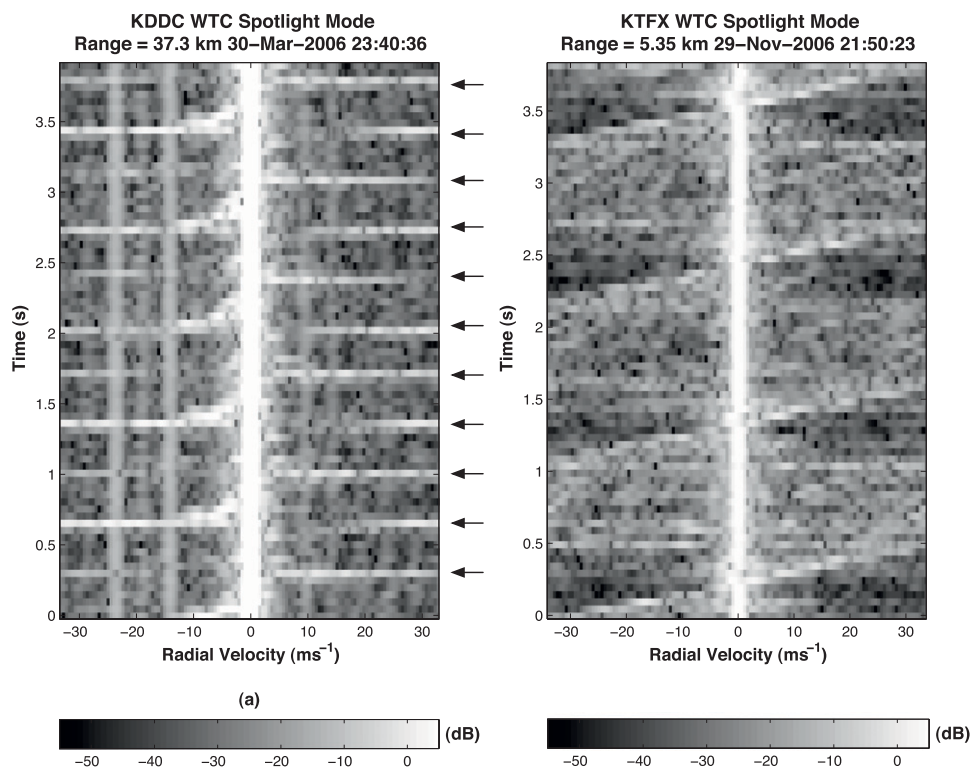 KDDC WTC Spotlight Mode
Range = 37.3 km 30−Mar−2006 23:40:36
3.5
3
2.5
2
1.5
1
0.5
0
Time (s)
−30 −20 −10 0 10 20 30
Radial Velocity (ms−1)
(a)
−50 −40 −30 −20 −10 0
(dB)
KTFX WTC Spotlight Mode
Range = 5.35 km 29−Nov−2006 21:50:23
3.5
3
2.5
2
1.5
1
0.5
0
Time (s)
−30 −20 −10 0 10 20 30
Radial Velocity (ms−1)
−50 −40 −30 −20 −10 0
(dB)